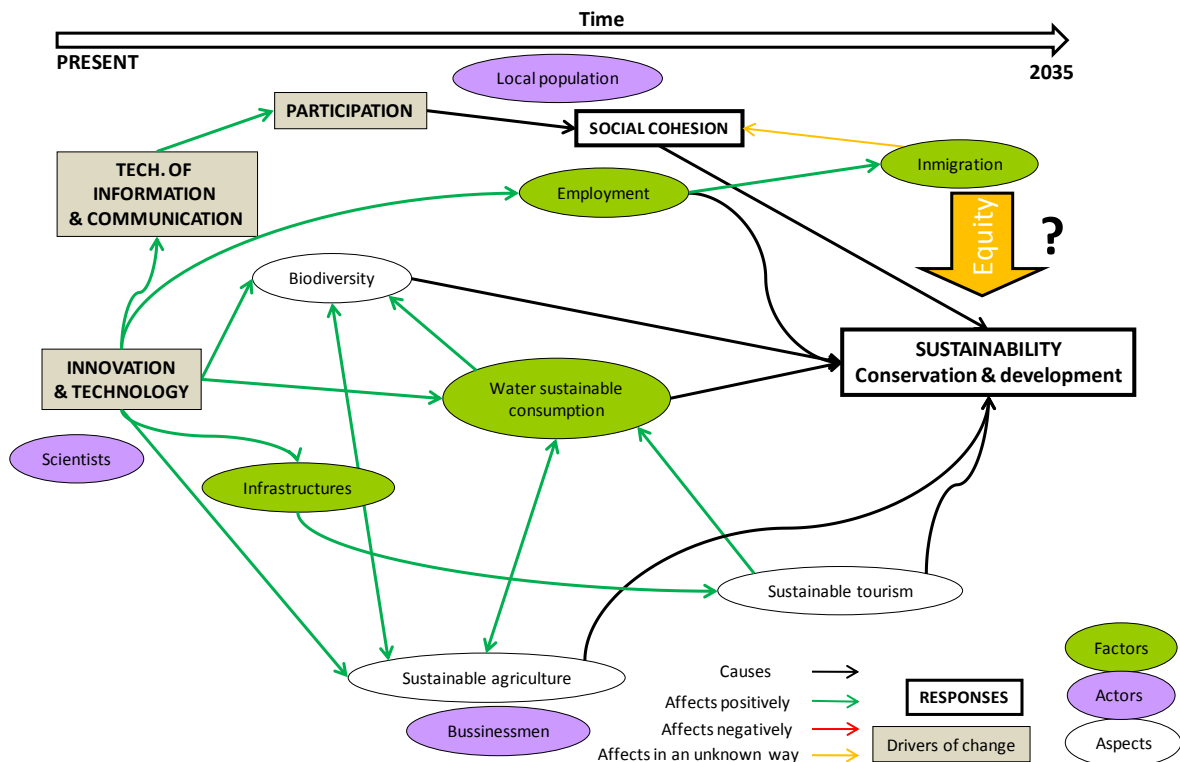 Time
PRESENT
2035
Local population
PARTICIPATION
SOCIAL COHESION
TECH. OF
INFORMATION
& COMMUNICATION
Inmigration
Employment
Equity
?
Biodiversity
INNOVATION
& TECHNOLOGY
SUSTAINABILITY
Conservation & development
Water sustainable
consumption
Scientists
Infrastructures
Sustainable tourism
Sustainable agriculture
Bussinessmen
Causes
Affects positively
Affects negatively
Affects in an unknown way
RESPONSES
Drivers of change
Factors
Actors
Aspects